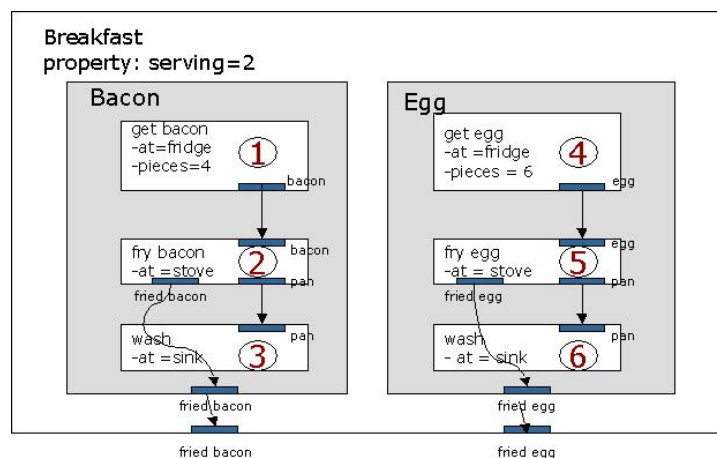 Breakfast
property: serving=2
Bacon
get bacon
-at=fridge
-pieces=4
1
bacon
bacon
fry bacon
-at =stove
2
pan
fried bacon
pan
wash
-at =sink
3
fried bacon
fried bacon
Egg
get egg
-at =fridge
-pieces = 6
4
egg
egg
fry egg
-at = stove
5
pan
fried egg
pan
wash
- at = sink
6
fried egg
fried egg